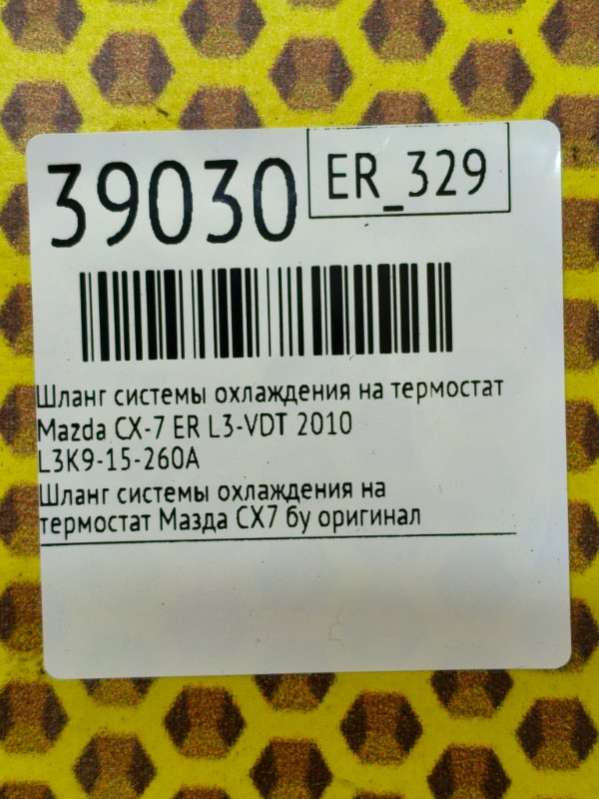 39030
ER_329
Шланг системы охлаждения на термостат
Mazda CX-7 ER L3-VDT 2010
L3K9-15-260A
Шланг системы охлаждения на
термостат Мазда СХ7 бу оригинал